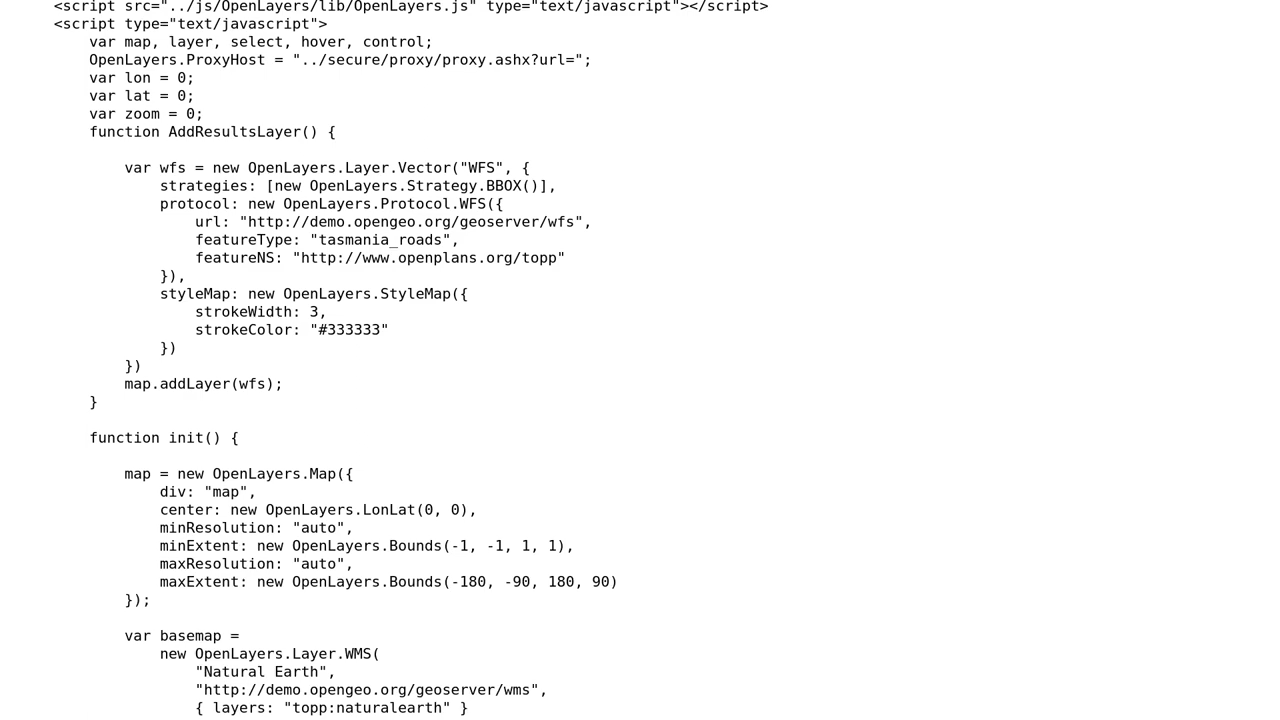 <script src="../js/OpenLayers/lib/OpenLayers.js" type="text/javascript"></script>
<script type="text/javascript">
    var map, layer, select, hover, control;
    OpenLayers.ProxyHost = "../secure/proxy/proxy.ashx?url=";
    var lon = 0;
    var lat = 0;
    var zoom = 0;
    function AddResultsLayer() {

        var wfs = new OpenLayers.Layer.Vector("WFS", {
            strategies: [new OpenLayers.Strategy.BBOX()],
            protocol: new OpenLayers.Protocol.WFS({
                url: "http://demo.opengeo.org/geoserver/wfs",
                featureType: "tasmania_roads",
                featureNS: "http://www.openplans.org/topp"
            }),
            styleMap: new OpenLayers.StyleMap({
                strokeWidth: 3,
                strokeColor: "#333333"
            })
        })
        map.addLayer(wfs);
    }

    function init() {

        map = new OpenLayers.Map({
            div: "map",
            center: new OpenLayers.LonLat(0, 0),
            minResolution: "auto",
            minExtent: new OpenLayers.Bounds(-1, -1, 1, 1),
            maxResolution: "auto",
            maxExtent: new OpenLayers.Bounds(-180, -90, 180, 90)
        });

        var basemap =
            new OpenLayers.Layer.WMS(
                "Natural Earth",
                "http://demo.opengeo.org/geoserver/wms",
                { layers: "topp:naturalearth" }